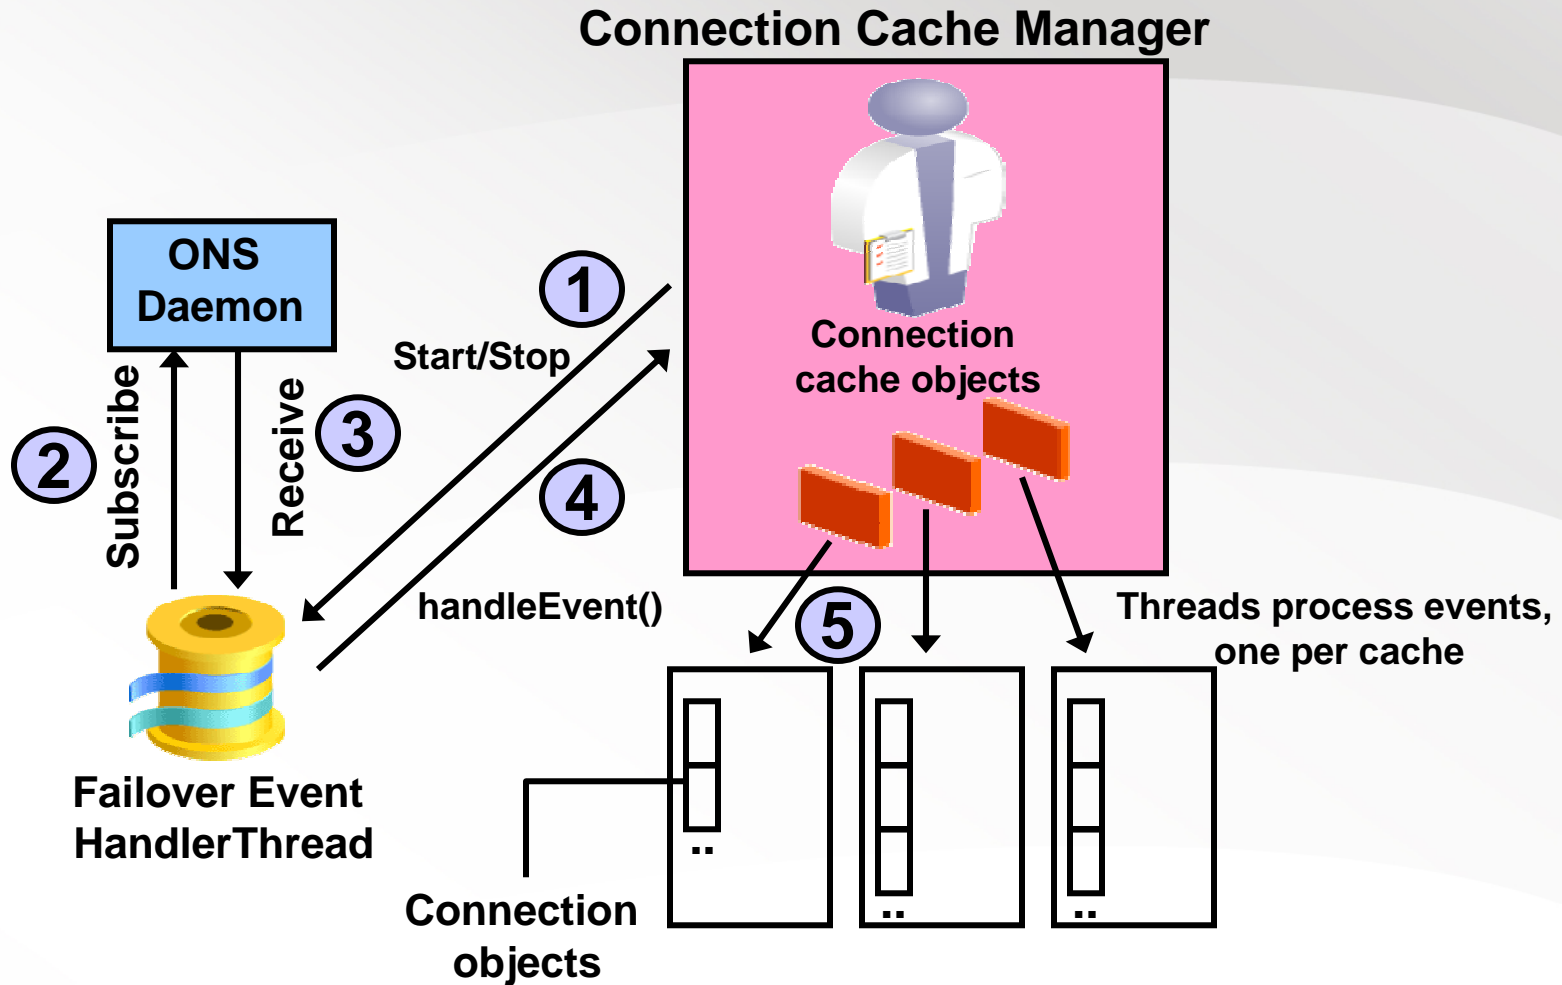 Connection Cache Manager
ONS
Daemon
1
Start/Stop
Connection
cache objects
2
Subscribe
Receive
3
4
handleEvent()
5
Threads process events,
one per cache
Failover Event
HandlerThread
..
..
..
Connection
objects